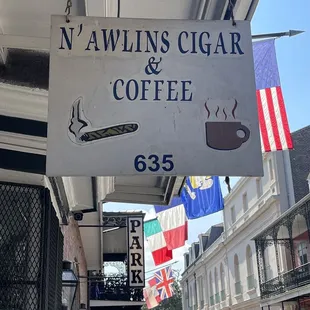 N'AWLINS CIGAR
&
COFFEE
635
PARK